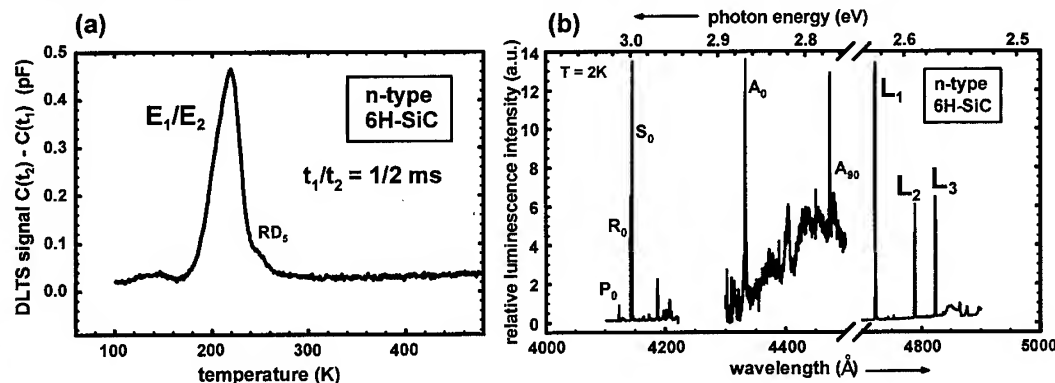 (a)
DLTS signal C(t₂) - C(t₁) (pF)
0.5
0.4
0.3
0.2
0.1
0.0
E₁/E₂
n-type
6H-SiC
t₁/t₂ = 1/2 ms
RD₅
100 200 300 400
temperature (K)
(b)
photon energy (eV)
3.0 2.9 2.8 2.6 2.5
relative luminescence intensity (a.u.)
14
12
10
8
6
4
2
0
T = 2K
S₀
R₀
P₀
A₀
A₉₀
L₁
L₂
L₃
n-type
6H-SiC
4000 4200 4400 4800 5000
wavelength (Å)